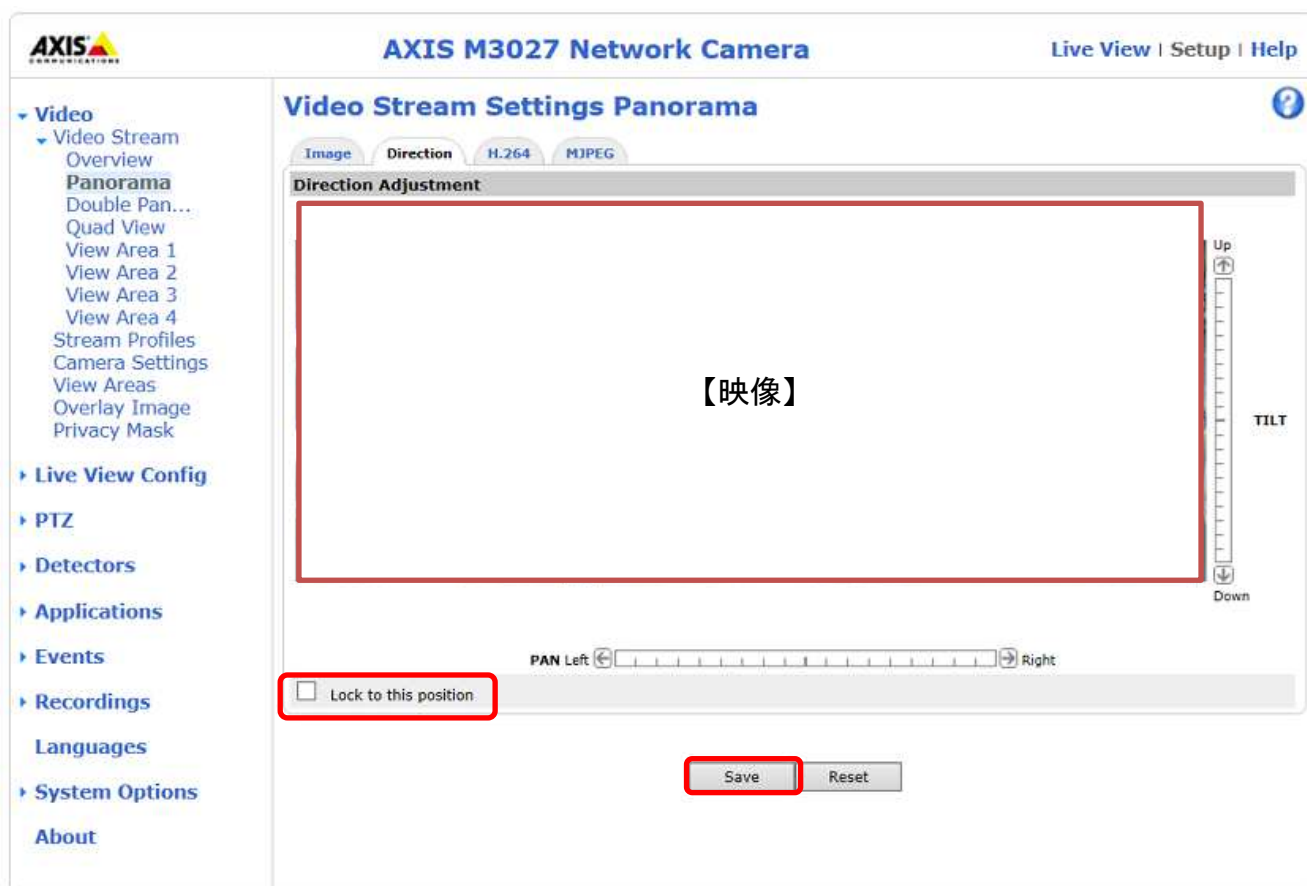 AXIS
COMMUNICATIONS
AXIS M3027 Network Camera
Live View | Setup | Help
Video
Video Stream
Overview
Panorama
Double Pan...
Quad View
View Area 1
View Area 2
View Area 3
View Area 4
Stream Profiles
Camera Settings
View Areas
Overlay Image
Privacy Mask
Live View Config
PTZ
Detectors
Applications
Events
Recordings
Languages
System Options
About
Video Stream Settings Panorama
?
Image Direction H.264 MJPEG
Direction Adjustment
【映像】
Up
TILT
Down
PAN Left Right
Lock to this position
Save Reset